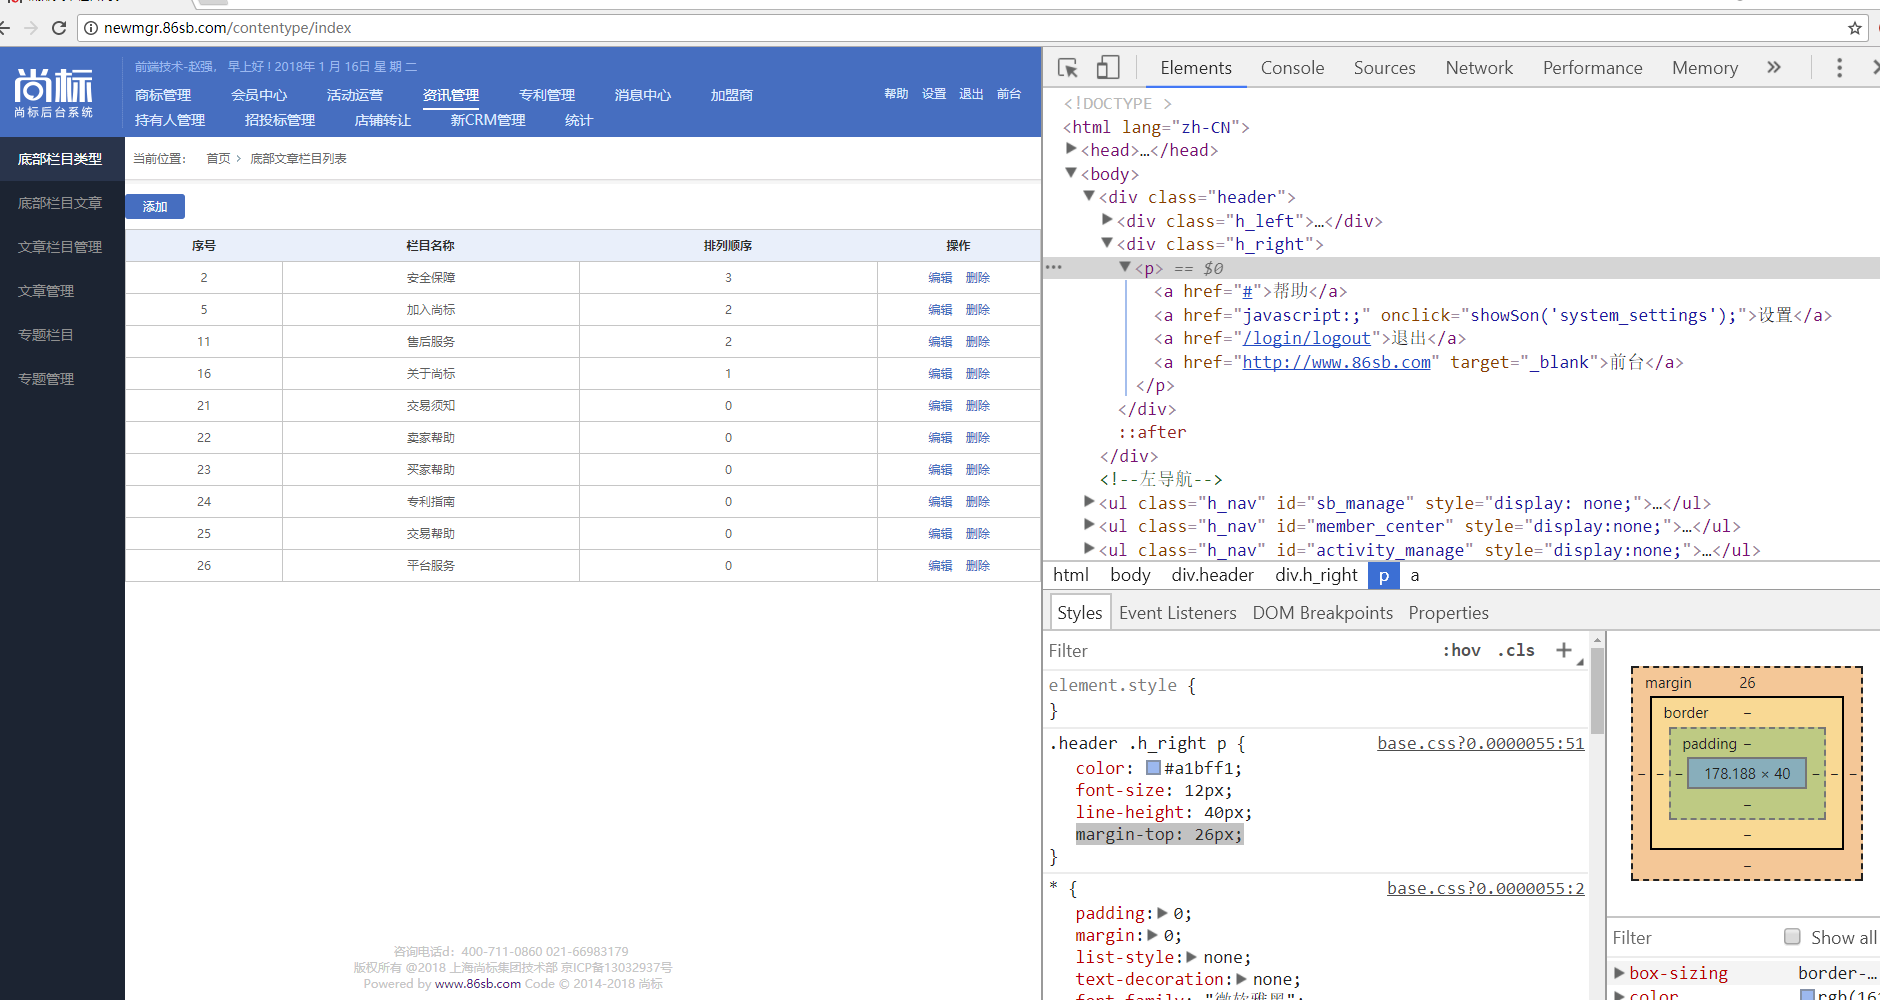 newmgr.86sb.com/contentype/index
尚标
尚标后台系统
前端技术-赵强， 早上好 ! 2018年 1 月 16日 星 期 二
商标管理 会员中心 活动运营 资讯管理 专利管理 消息中心 加盟商
持有人管理 招投标管理 店铺转让 新CRM管理 统计
帮助 设置 退出 前台
底部栏目类型
底部栏目文章
文章栏目管理
文章管理
专题栏目
专题管理
当前位置： 首页 > 底部文章栏目列表
添加
序号 栏目名称 排列顺序 操作
2 安全保障 3 编辑 删除
5 加入尚标 2 编辑 删除
11 售后服务 2 编辑 删除
16 关于尚标 1 编辑 删除
21 交易须知 0 编辑 删除
22 卖家帮助 0 编辑 删除
23 买家帮助 0 编辑 删除
24 专利指南 0 编辑 删除
25 交易帮助 0 编辑 删除
26 平台服务 0 编辑 删除
咨询电话d：400-711-0860 021-66983179
版权所有 @2018 上海尚标集团技术部 京ICP备13032937号
Powered by www.86sb.com Code © 2014-2018 尚标
Elements Console Sources Network Performance Memory »
<!DOCTYPE >
<html lang="zh-CN">
<head>…</head>
<body>
<div class="header">
<div class="h_left">…</div>
<div class="h_right">
<p> == $0
<a href="#">帮助</a>
<a href="javascript:;" onclick="showSon('system_settings');">设置</a>
<a href="/login/logout">退出</a>
<a href="http://www.86sb.com" target="_blank">前台</a>
</p>
</div>
::after
</div>
<!--左导航-->
<ul class="h_nav" id="sb_manage" style="display: none;">…</ul>
<ul class="h_nav" id="member_center" style="display:none;">…</ul>
<ul class="h_nav" id="activity_manage" style="display:none;">…</ul>
html body div.header div.h_right p a
Styles Event Listeners DOM Breakpoints Properties
Filter :hov .cls +
element.style {
}
.header .h_right p { base.css?0.0000055:51
color: #a1bff1;
font-size: 12px;
line-height: 40px;
margin-top: 26px;
}
* { base.css?0.0000055:2
padding: 0;
margin: 0;
list-style: none;
text-decoration: none;
font-family: "微软雅黑";
margin 26
border –
padding –
178.188 × 40
Filter Show all
box-sizing border-…
color rgb(16